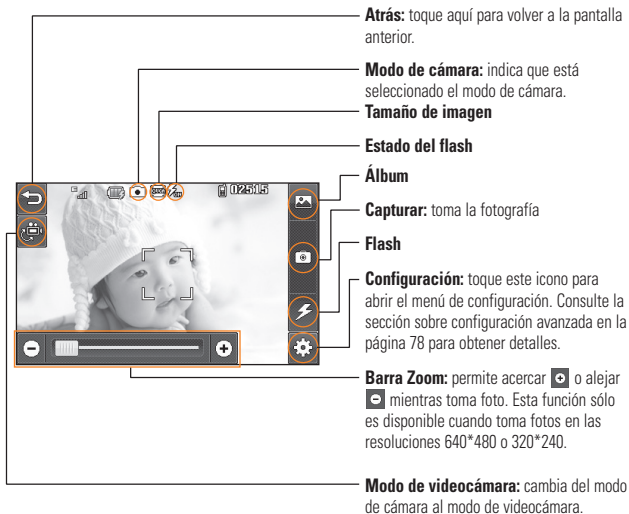 Atrás: toque aquí para volver a la pantalla
anterior.
Modo de cámara: indica que está
seleccionado el modo de cámara.
Tamaño de imagen
Estado del flash
Álbum
02515
Capturar: toma la fotografía
Flash
Configuración: toque este icono para
abrir el menú de configuración. Consulte la
sección sobre configuración avanzada en la
página 78 para obtener detalles.
Barra Zoom: permite acercar o alejar
mientras toma foto. Esta función sólo
es disponible cuando toma fotos en las
resoluciones 640*480 o 320*240.
Modo de videocámara: cambia del modo
de cámara al modo de videocámara.